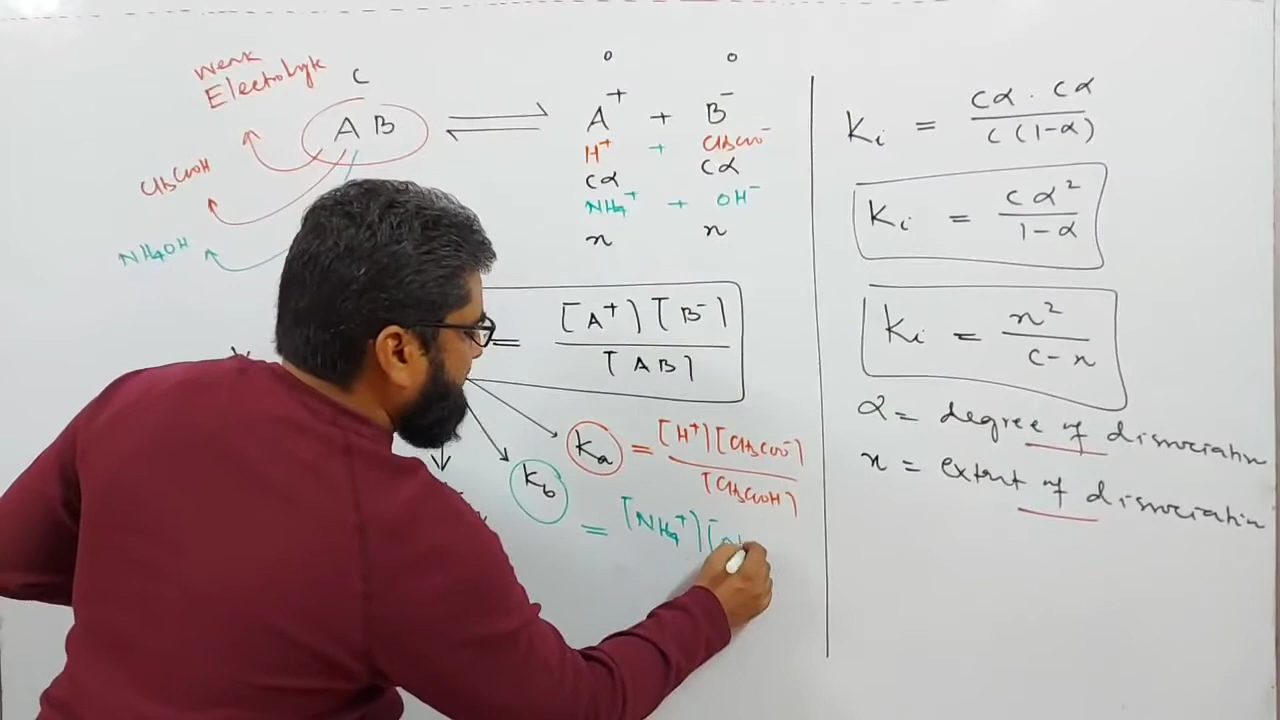 Weak
Electrolyte
C
o o
AB ⇌ A⁺ + B⁻
H⁺ + CH₃COO⁻
CH₃COOH
cα cα
NH₄⁺ + OH⁻
NH₄OH
x x
= [A⁺][B⁻]
[AB]
Ka = [H⁺][CH₃COO⁻]
[CH₃COOH]
Kb
= [NH₄⁺][
Ki = cα . cα
c(1-α)
Ki = cα²
1-α
Ki = x²
c-x
α = degree of dissociation
x = extent of dissociation